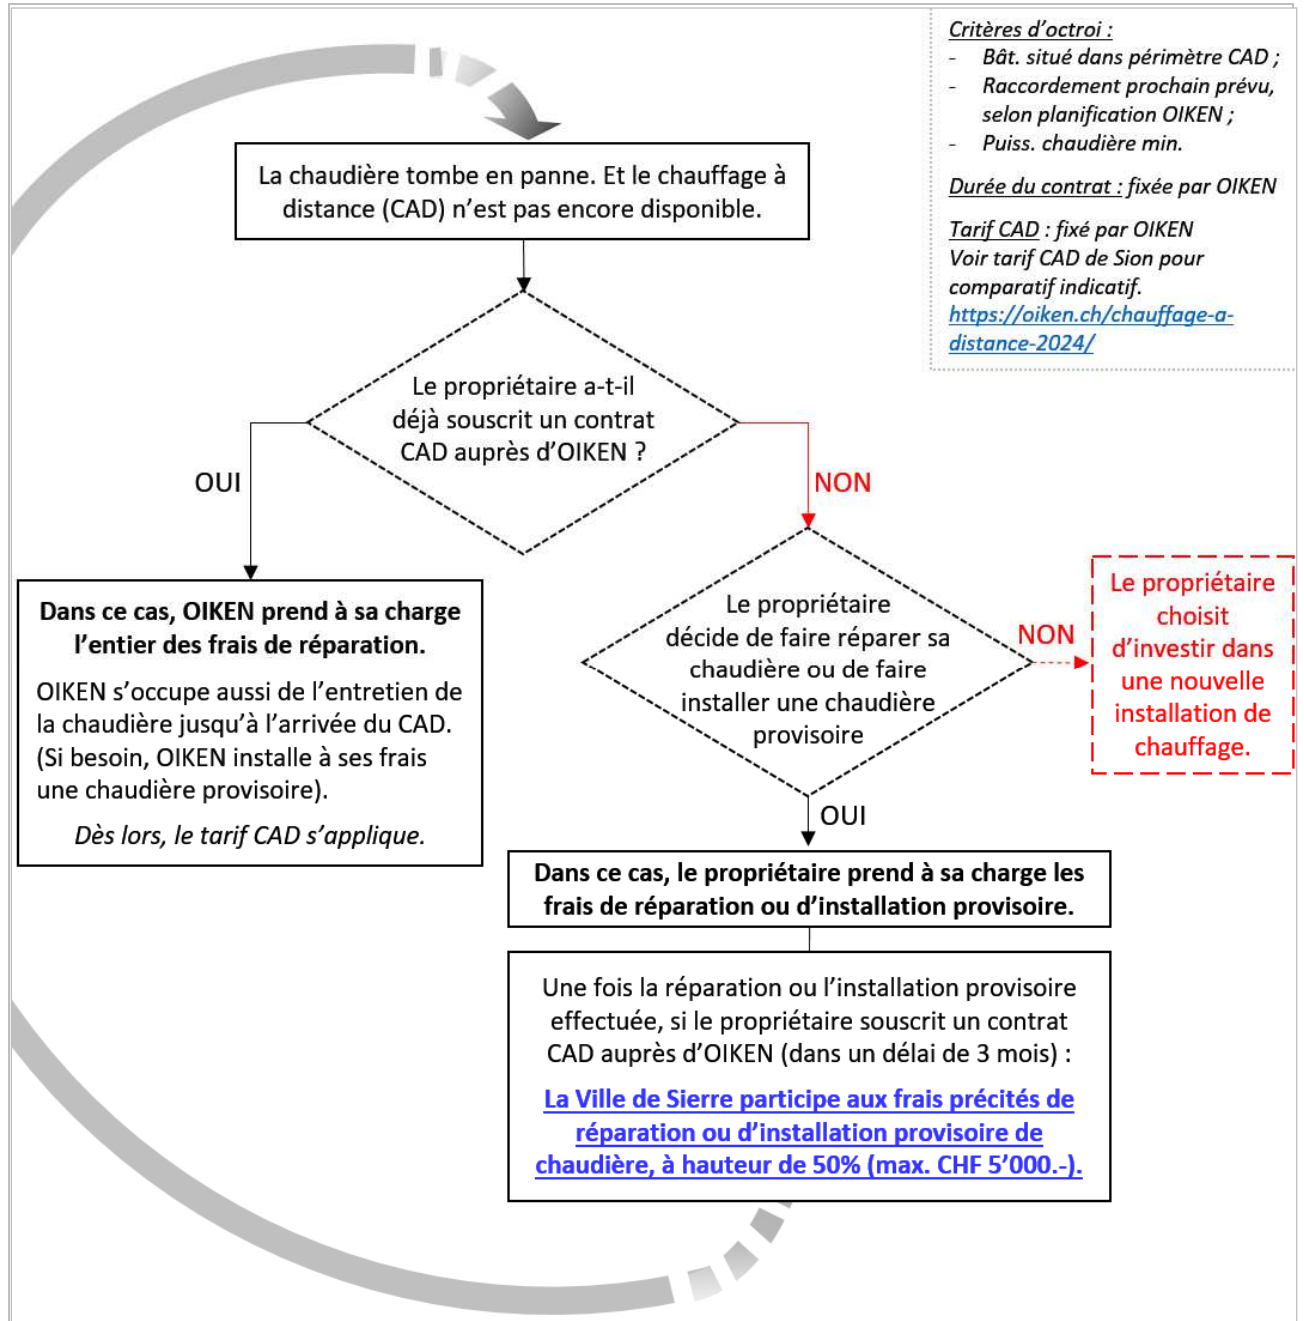 Critères d’octroi :
- Bât. situé dans périmètre CAD ;
- Raccordement prochain prévu,
selon planification OIKEN ;
- Puiss. chaudière min.
Durée du contrat : fixée par OIKEN
Tarif CAD : fixé par OIKEN
Voir tarif CAD de Sion pour
comparatif indicatif.
https://oiken.ch/chauffage-a-
distance-2024/
La chaudière tombe en panne. Et le chauffage à
distance (CAD) n’est pas encore disponible.
Le propriétaire a-t-il
déjà souscrit un contrat
CAD auprès d’OIKEN ?
OUI
NON
Dans ce cas, OIKEN prend à sa charge
l’entier des frais de réparation.
OIKEN s’occupe aussi de l’entretien de
la chaudière jusqu’à l’arrivée du CAD.
(Si besoin, OIKEN installe à ses frais
une chaudière provisoire).
Dès lors, le tarif CAD s’applique.
Le propriétaire
décide de faire réparer sa
chaudière ou de faire
installer une chaudière
provisoire
NON
Le propriétaire
choisit
d’investir dans
une nouvelle
installation de
chauffage.
OUI
Dans ce cas, le propriétaire prend à sa charge les
frais de réparation ou d’installation provisoire.
Une fois la réparation ou l’installation provisoire
effectuée, si le propriétaire souscrit un contrat
CAD auprès d’OIKEN (dans un délai de 3 mois) :
La Ville de Sierre participe aux frais précités de
réparation ou d’installation provisoire de
chaudière, à hauteur de 50% (max. CHF 5’000.-).